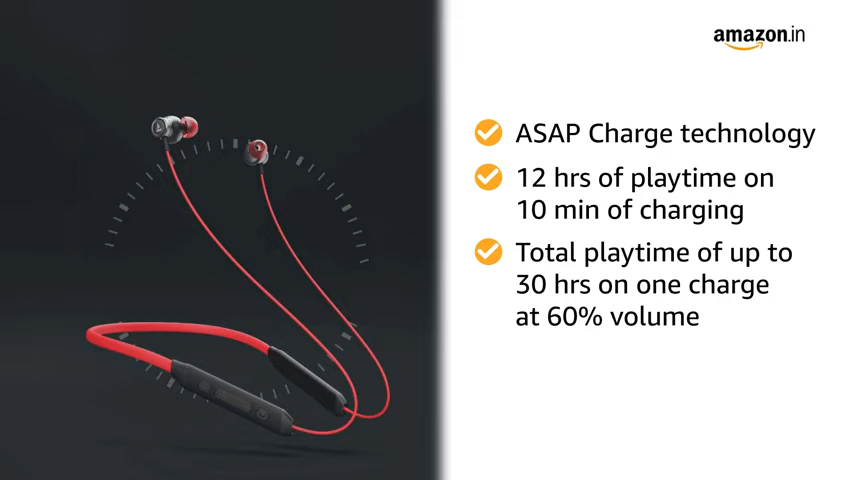 amazon.in
ASAP Charge technology
12 hrs of playtime on
10 min of charging
Total playtime of up to
30 hrs on one charge
at 60% volume